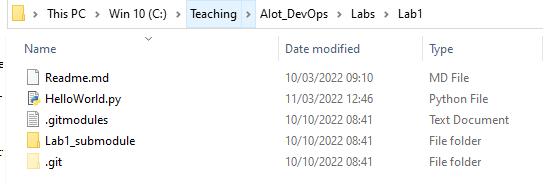 This PC > Win 10 (C:) > Teaching > AIot_DevOps > Labs > Lab1
Name Date modified Type
Readme.md 10/03/2022 09:10 MD File
HelloWorld.py 11/03/2022 12:46 Python File
.gitmodules 10/10/2022 08:41 Text Document
Lab1_submodule 10/10/2022 08:41 File folder
.git 10/10/2022 08:41 File folder